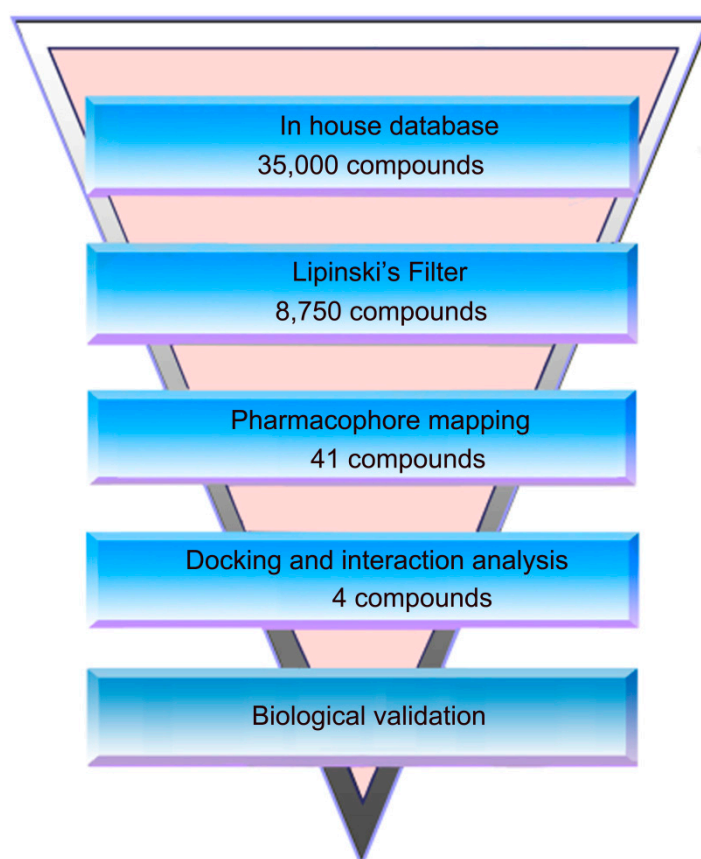 In house database
35,000 compounds
Lipinski’s Filter
8,750 compounds
Pharmacophore mapping
41 compounds
Docking and interaction analysis
4 compounds
Biological validation